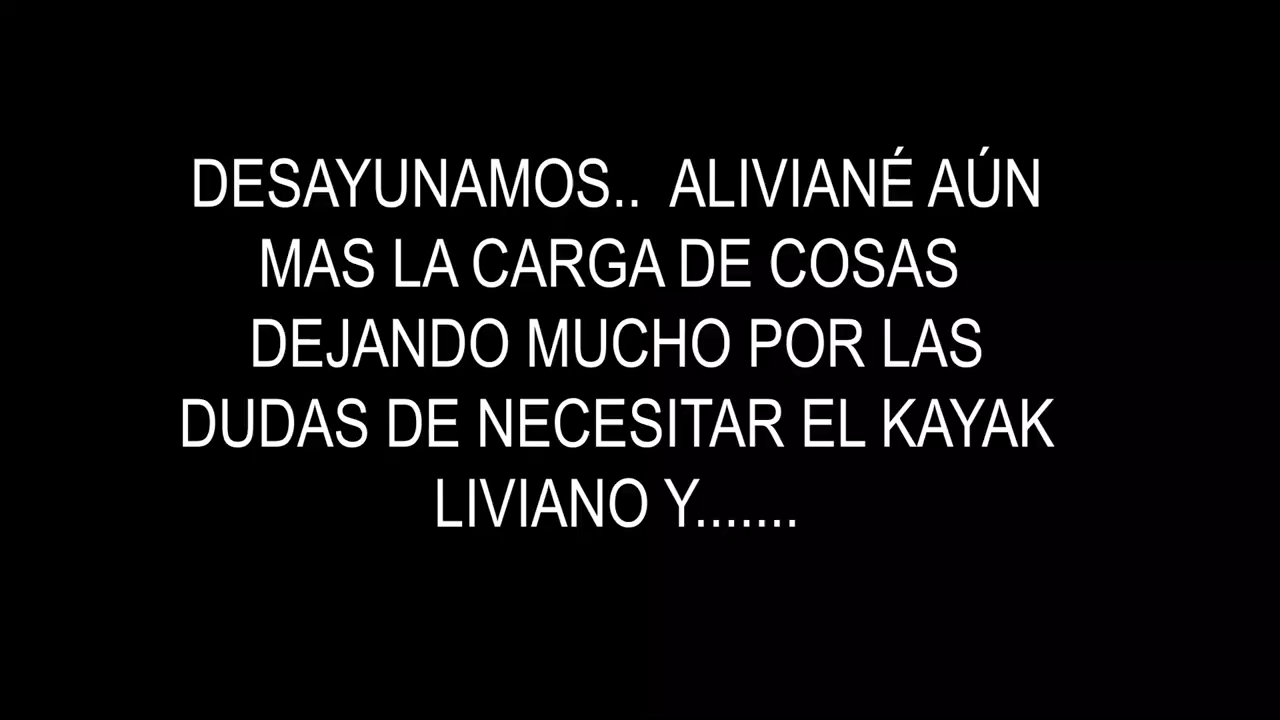 DESAYUNAMOS..  ALIVIANÉ AÚN
MAS LA CARGA DE COSAS
DEJANDO MUCHO POR LAS
DUDAS DE NECESITAR EL KAYAK
LIVIANO Y.......